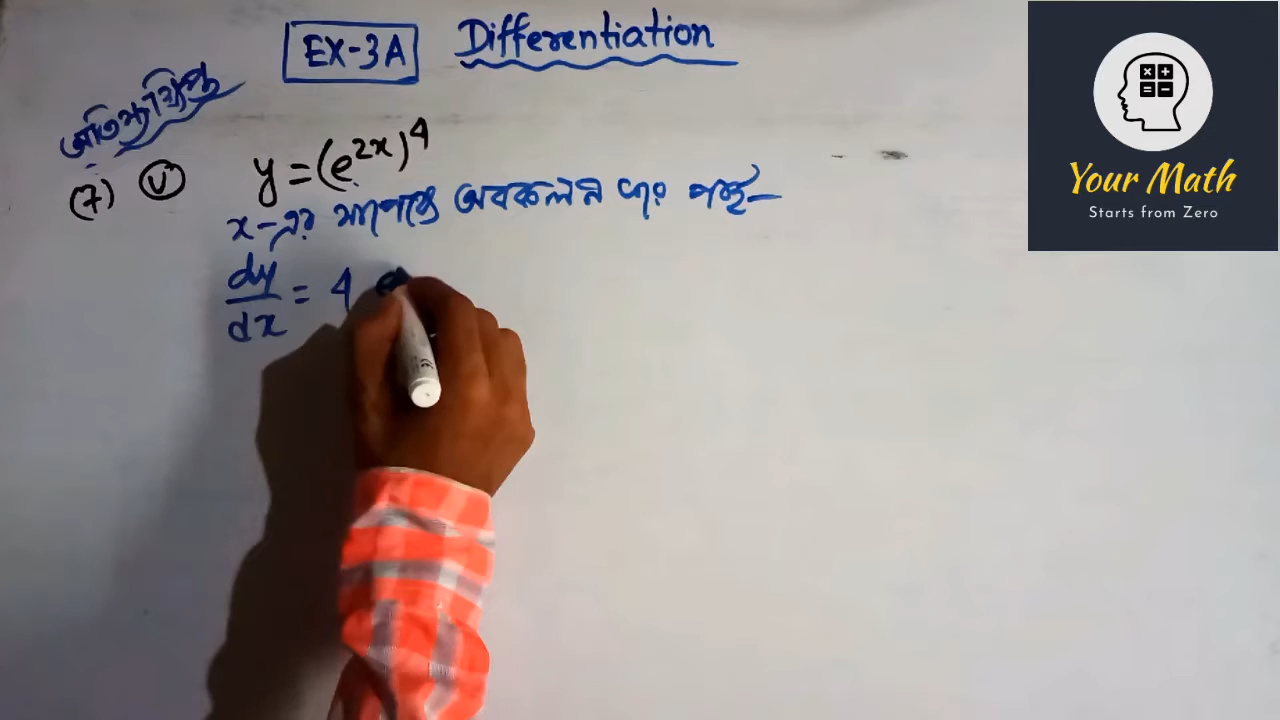 EX-3A Differentiation
অতিসংক্ষিপ্ত
(7) (v) y = (e^{2x})^4
x-এর সাপেক্ষে অবকলন করে পাই-
dy/dx = 4 e
Your Math
Starts from Zero